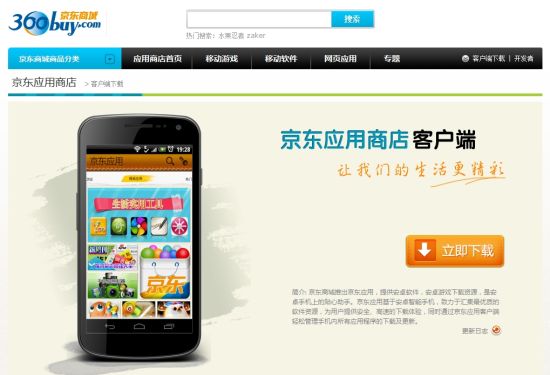 360buy.com 京东商城
搜索
热门搜索: 水果忍者 zaker
京东商城商品分类 应用商店首页 移动游戏 移动软件 网页应用 专题 客户端下载 | 开发者
京东应用商店 > 客户端下载
19:28
京东应用
生活实用工具
京东
京东应用商店 客户端
让我们的生活更精彩
立即下载
简介: 京东商城推出京东应用，提供安卓软件，安卓游戏下载资源，是安
卓手机上的贴心助手。京东应用基于安卓智能手机，致力于汇集最优质的
软件资源，为用户提供安全、高速的下载体验，同时通过京东应用客户端
轻松管理手机内所有应用程序的下载及更新。
更新日志